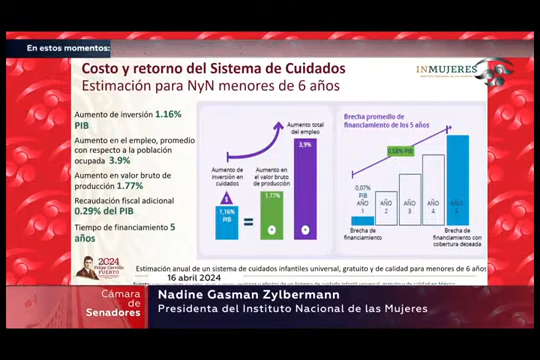 En estos momentos:
Costo y retorno del Sistema de Cuidados
Estimación para NyN menores de 6 años
INMUJERES
Aumento de inversión 1.16%
PIB
Aumento en el empleo, promedio
con respecto a la población
ocupada 3.9%
Aumento en valor bruto de
producción 1.77%
Recaudación fiscal adicional
0.29% del PIB
Tiempo de financiamiento 5
años
Aumento total
del empleo
Aumento de
inversión en
cuidados
Aumento en
el valor bruto
de producción
3,9%
$
1,16%
PIB
=
1.77%
+
+
Brecha promedio de
financiamiento de los 5 años
0,58% PIB
0,07%
PIB
AÑO
1
AÑO
2
AÑO
3
AÑO
4
AÑO
5
Brecha de
financiamiento
Brecha de
financiación con
cobertura deseada
2024
Felipe Carrillo
PUERTO
Estimación anual de un sistema de cuidados infantiles universal, gratuito y de calidad para menores de 6 años
16 abril 2024
Cámara
de
Senadores
Nadine Gasman Zylbermann
Presidenta del Instituto Nacional de las Mujeres